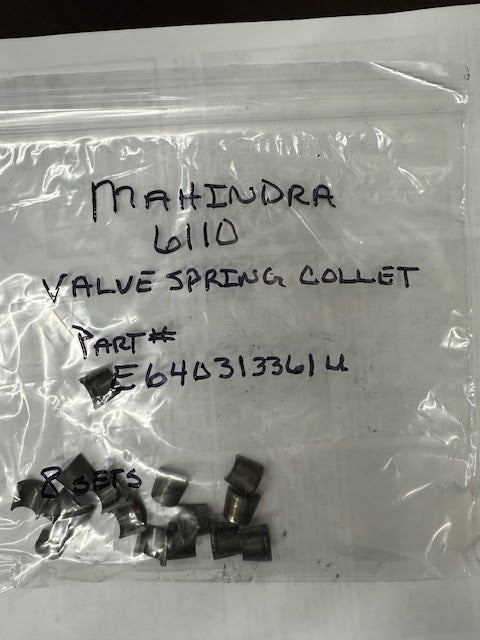 MAHINDRA
6110
VALVE SPRING COLLET
PART#
E640313361U
8 SETS